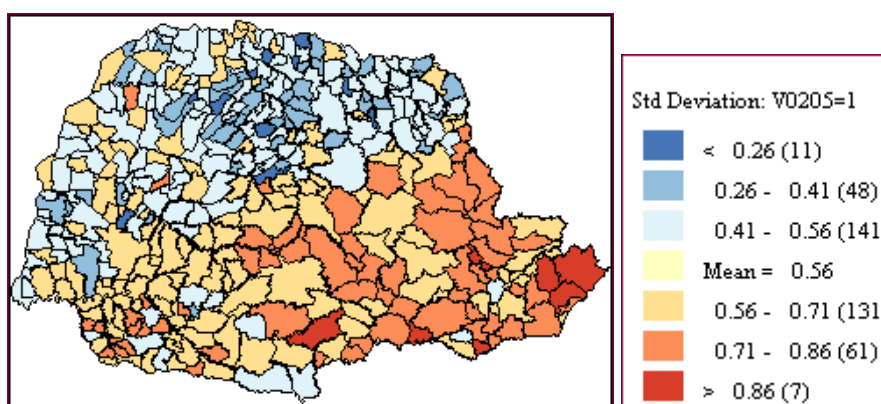 Std Deviation: V0205=1
< 0.26 (11)
0.26 - 0.41 (48)
0.41 - 0.56 (141
Mean = 0.56
0.56 - 0.71 (131
0.71 - 0.86 (61)
> 0.86 (7)